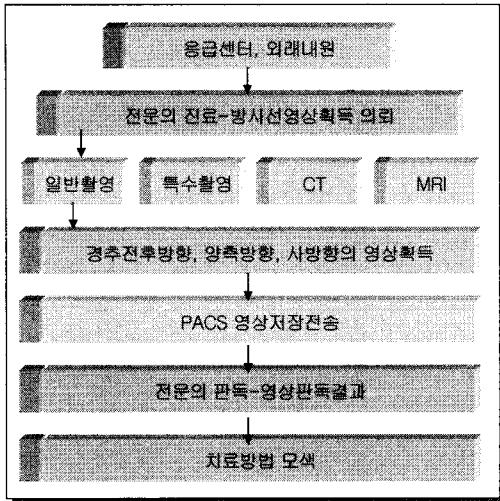 응급센터, 외래내원
전문의 진료-방사선영상획득 의뢰
일반촬영 특수촬영 CT MRI
경추전후방향, 양측방향, 사방향의 영상획득
PACS 영상저장전송
전문의 판독-영상판독결과
치료방법 모색